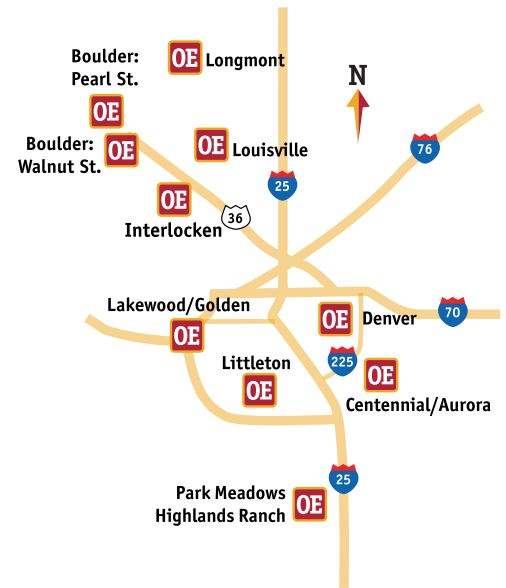 Boulder:
Pearl St.
OE
Longmont
N
OE
Boulder:
Walnut St.
OE
OE
Louisville
76
25
OE
Interlocken
36
Lakewood/Golden
OE
OE
Denver
70
Littleton
OE
225
OE
Centennial/Aurora
25
Park Meadows
Highlands Ranch
OE